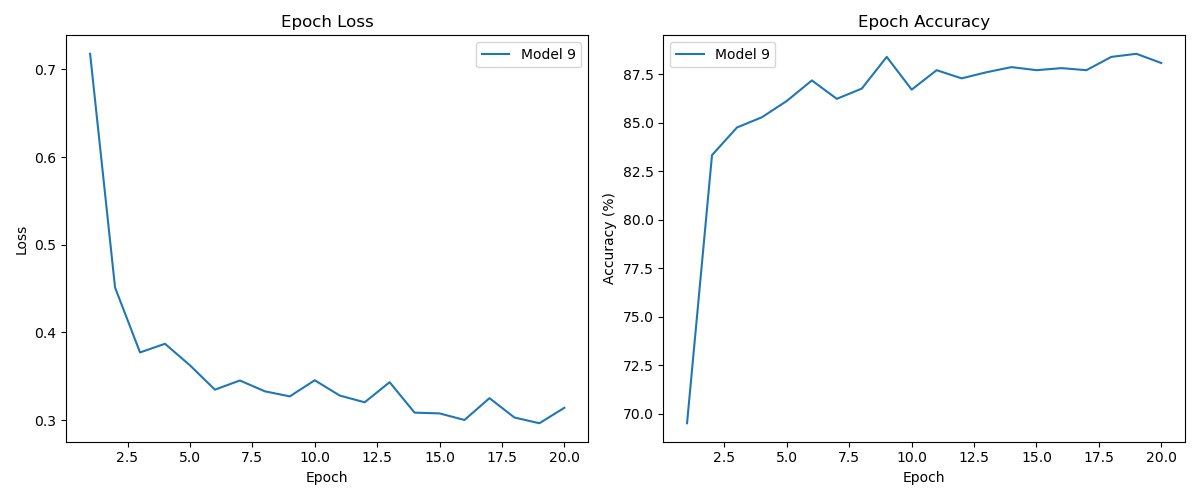 Epoch Loss
Model 9
0.7
0.6
0.5
0.4
0.3
Loss
2.5 5.0 7.5 10.0 12.5 15.0 17.5 20.0
Epoch
Epoch Accuracy
Model 9
87.5
85.0
82.5
80.0
77.5
75.0
72.5
70.0
Accuracy (%)
2.5 5.0 7.5 10.0 12.5 15.0 17.5 20.0
Epoch